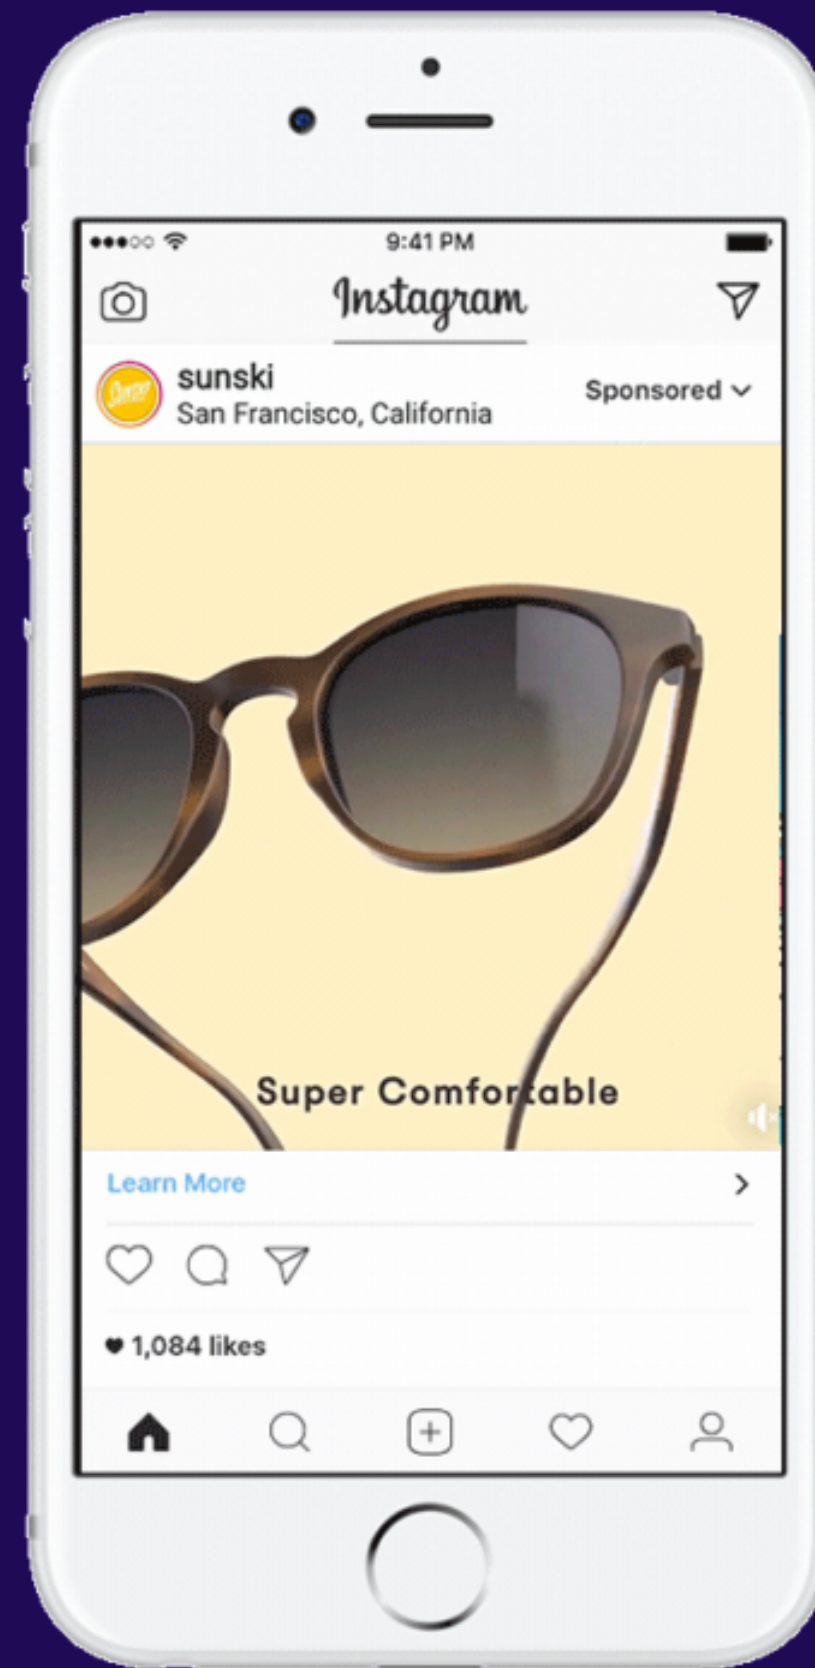 9:41 PM
Instagram
sunski
San Francisco, California
Sponsored
Super Comfortable
Learn More
1,084 likes